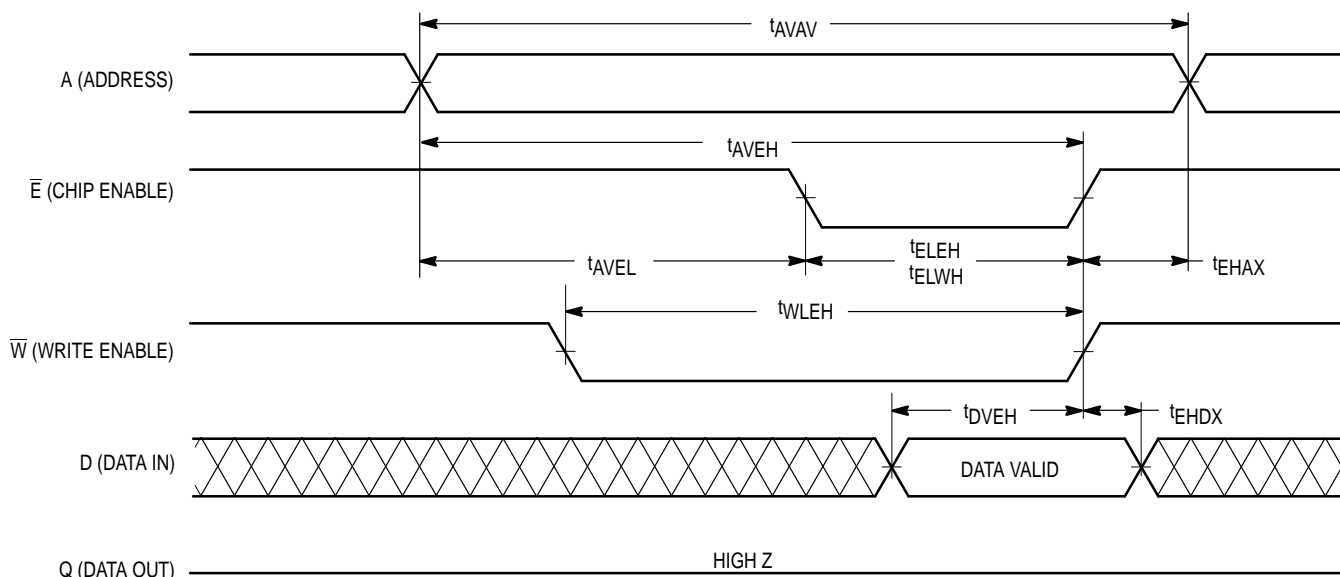 tAVAV
A (ADDRESS)
tAVEH
E̅ (CHIP ENABLE)
tAVEL
tELEH
tELWH
tEHAX
tWLEH
W̅ (WRITE ENABLE)
tDVEH
tEHDX
D (DATA IN)
DATA VALID
Q (DATA OUT)
HIGH Z